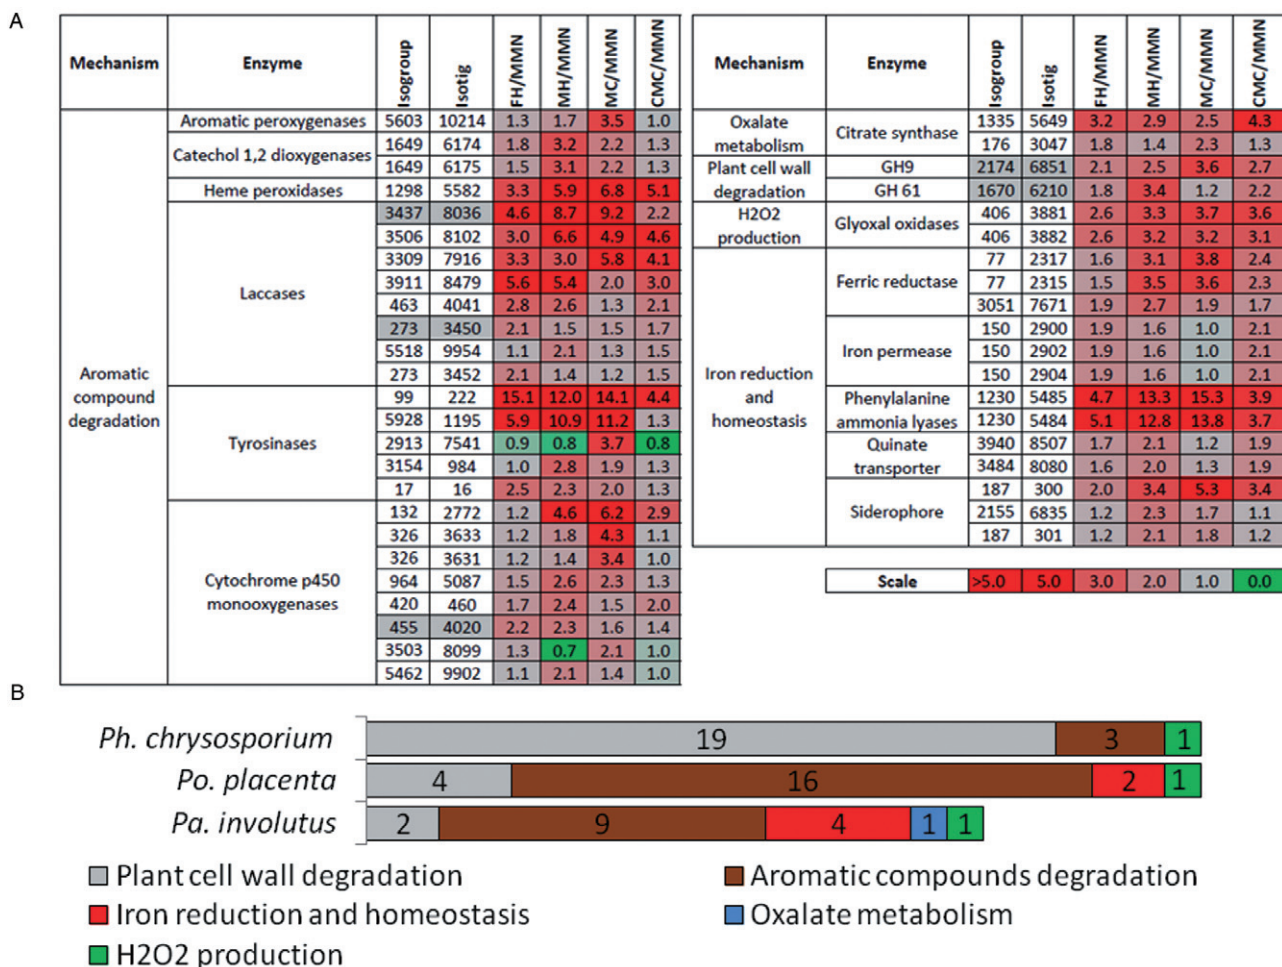 A
Mechanism Enzyme Isogroup Isotig FH/MMN MH/MMN MC/MMN CMC/MMN
Aromatic compound degradation
Aromatic peroxygenases 5603 10214 1.3 1.7 3.5 1.0
Catechol 1,2 dioxygenases 1649 6174 1.8 3.2 2.2 1.3
1649 6175 1.5 3.1 2.2 1.3
Heme peroxidases 1298 5582 3.3 5.9 6.8 5.1
Laccases 3437 8036 4.6 8.7 9.2 2.2
3506 8102 3.0 6.6 4.9 4.6
3309 7916 3.3 3.0 5.8 4.1
3911 8479 5.6 5.4 2.0 3.0
463 4041 2.8 2.6 1.3 2.1
273 3450 2.1 1.5 1.5 1.7
5518 9954 1.1 2.1 1.3 1.5
273 3452 2.1 1.4 1.2 1.5
Tyrosinases 99 222 15.1 12.0 14.1 4.4
5928 1195 5.9 10.9 11.2 1.3
2913 7541 0.9 0.8 3.7 0.8
3154 984 1.0 2.8 1.9 1.3
17 16 2.5 2.3 2.0 1.3
Cytochrome p450 monooxygenases 132 2772 1.2 4.6 6.2 2.9
326 3633 1.2 1.8 4.3 1.1
326 3631 1.2 1.4 3.4 1.0
964 5087 1.5 2.6 2.3 1.3
420 460 1.7 2.4 1.5 2.0
455 4020 2.2 2.3 1.6 1.4
3503 8099 1.3 0.7 2.1 1.0
5462 9902 1.1 2.1 1.4 1.0
Mechanism Enzyme Isogroup Isotig FH/MMN MH/MMN MC/MMN CMC/MMN
Oxalate metabolism Citrate synthase 1335 5649 3.2 2.9 2.5 4.3
176 3047 1.8 1.4 2.3 1.3
Plant cell wall degradation GH9 2174 6851 2.1 2.5 3.6 2.7
GH 61 1670 6210 1.8 3.4 1.2 2.2
H2O2 production Glyoxal oxidases 406 3881 2.6 3.3 3.7 3.6
406 3882 2.6 3.2 3.2 3.1
Iron reduction and homeostasis
Ferric reductase 77 2317 1.6 3.1 3.8 2.4
77 2315 1.5 3.5 3.6 2.3
3051 7671 1.9 2.7 1.9 1.7
Iron permease 150 2900 1.9 1.6 1.0 2.1
150 2902 1.9 1.6 1.0 2.1
150 2904 1.9 1.6 1.0 2.1
Phenylalanine ammonia lyases 1230 5485 4.7 13.3 15.3 3.9
1230 5484 5.1 12.8 13.8 3.7
Quinate transporter 3940 8507 1.7 2.1 1.2 1.9
3484 8080 1.6 2.0 1.3 1.9
Siderophore 187 300 2.0 3.4 5.3 3.4
2155 6835 1.2 2.3 1.7 1.1
187 301 1.2 2.1 1.8 1.2
Scale >5.0 5.0 3.0 2.0 1.0 0.0
B
Ph. chrysosporium 19 3 1
Po. placenta 4 16 2 1
Pa. involutus 2 9 4 1 1
Plant cell wall degradation
Aromatic compounds degradation
Iron reduction and homeostasis
Oxalate metabolism
H2O2 production